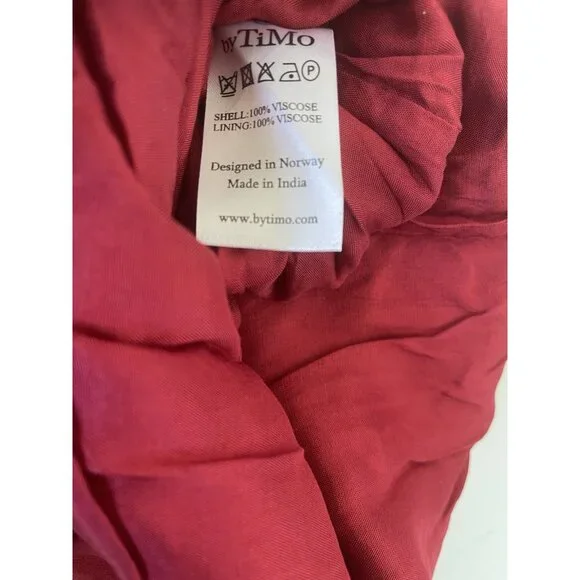 byTiMo
SHELL:100% VISCOSE
LINING:100% VISCOSE
Designed in Norway
Made in India
www.bytimo.com